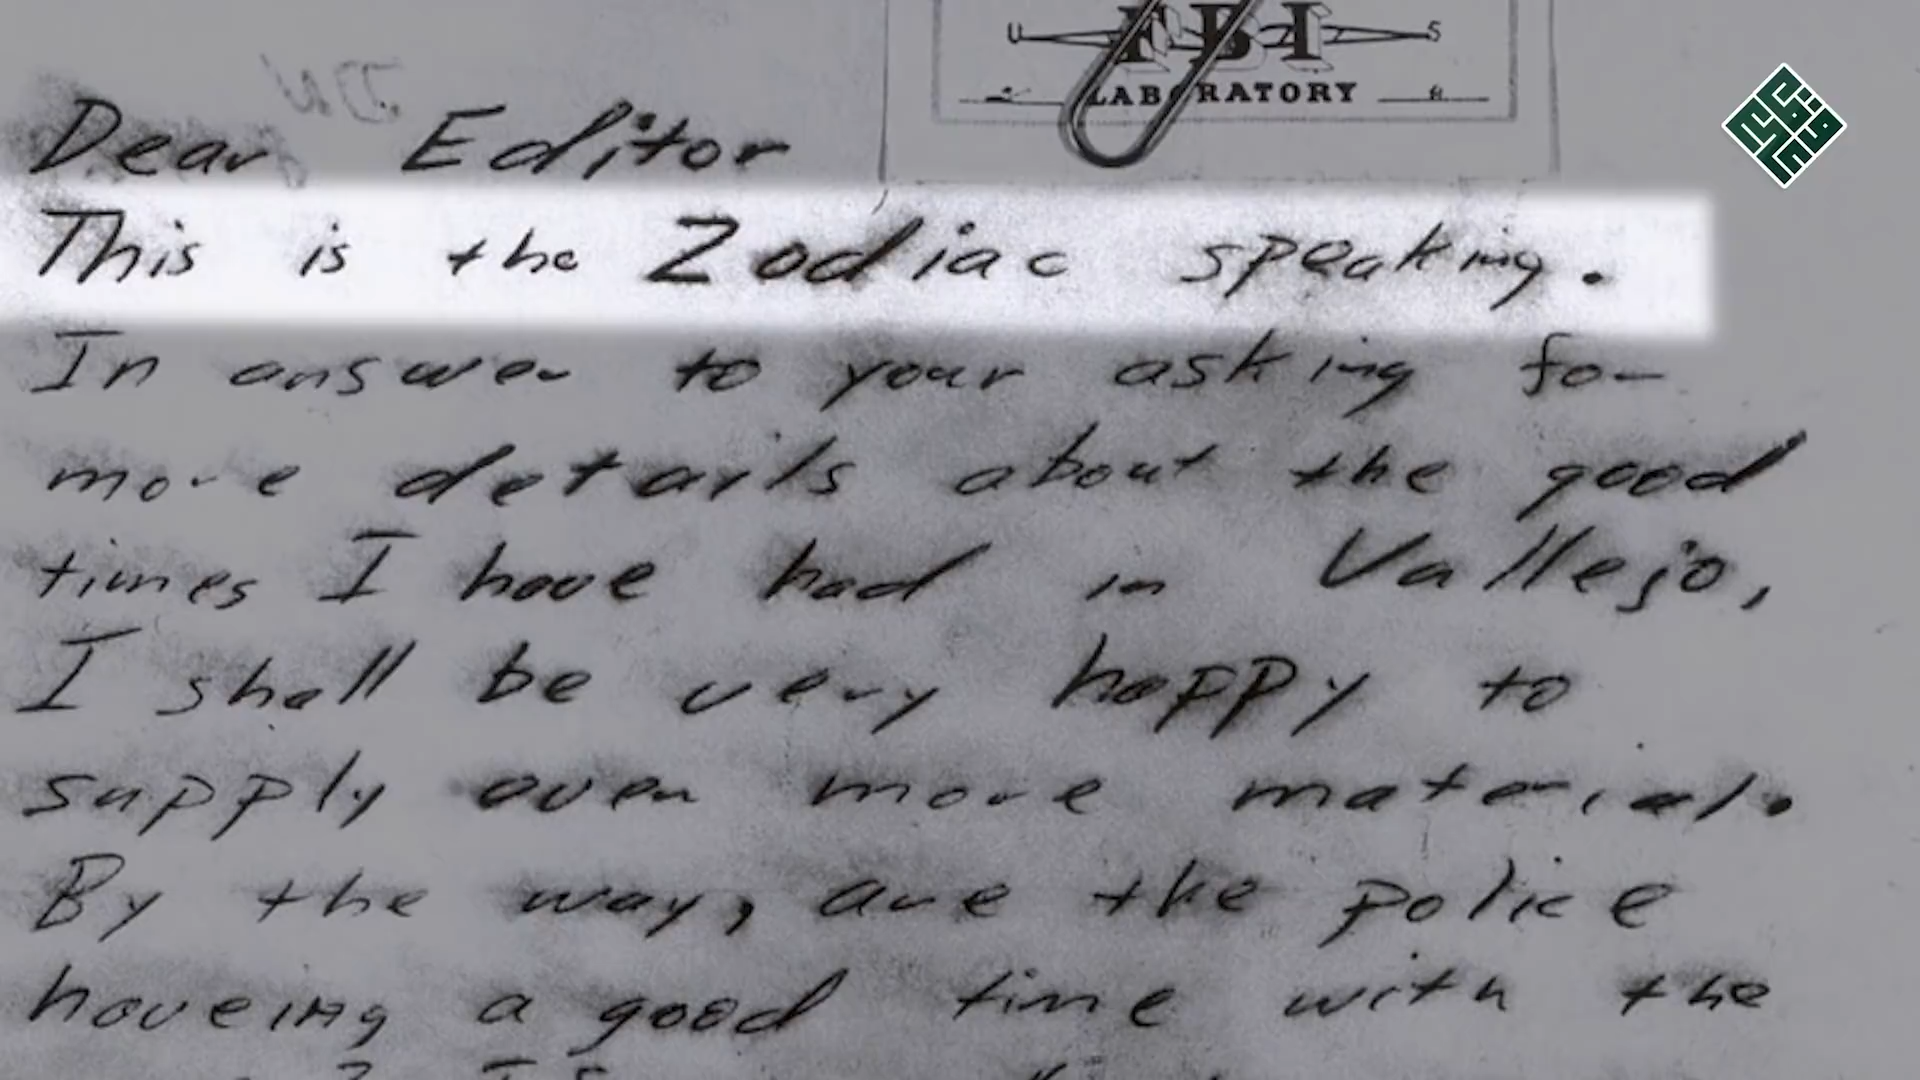 U S
FBI
LABORATORY
Dear Editor
This is the Zodiac speaking.
In answer to your asking for
more details about the good
times I have had in Vallejo,
I shall be very happy to
supply even more material.
By the way, are the police
haveing a good time with the